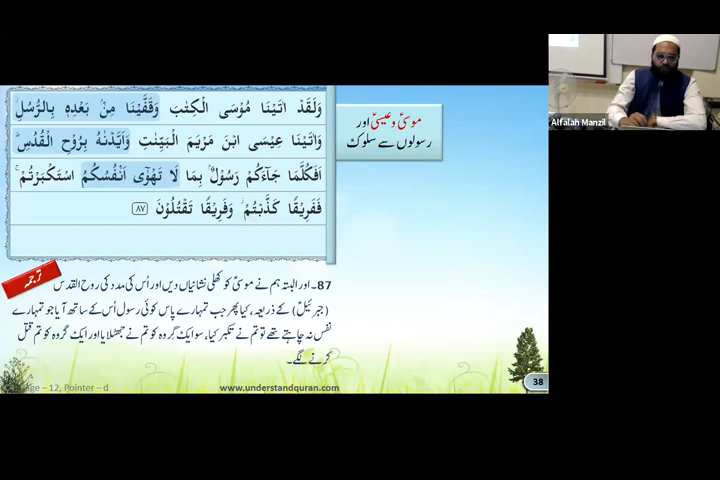 وَلَقَدْ اٰتَيْنَا مُوْسَى الْكِتٰبَ وَقَفَّيْنَا مِنْۢ بَعْدِهٖ بِالرُّسُلِؗ
وَاٰتَيْنَا عِيْسَى ابْنَ مَرْيَمَ الْبَيِّنٰتِ وَاَيَّدْنٰهُ بِرُوْحِ الْقُدُسِؕ
اَفَكُلَّمَا جَآءَكُمْ رَسُوْلٌۢ بِمَا لَا تَهْوٰٓى اَنْفُسُكُمُ اسْتَكْبَرْتُمْۚ
فَفَرِيْقًا كَذَّبْتُمْؗ وَفَرِيْقًا تَقْتُلُوْنَ ٨٧
موسیٰؑ و عیسیٰؑ اور
رسولوں سے سلوک
ترجمہ
87۔ اور البتہ ہم نے موسیٰؑ کو کھلی نشانیاں دیں اور اُس کی مدد کی روح القدس
(جبرئیلؑ) کے ذریعہ، کیا پھر جب تمہارے پاس کوئی رسول اُس کے ساتھ آیا جو تمہارے
نفس نہ چاہتے تھے تو تم نے تکبر کیا، سو ایک گروہ کو تم نے جھٹلایا اور ایک گروہ کو تم قتل
کرنے لگے۔
– 12, Pointer – d
www.understandquran.com
38
Alfalah Manzil